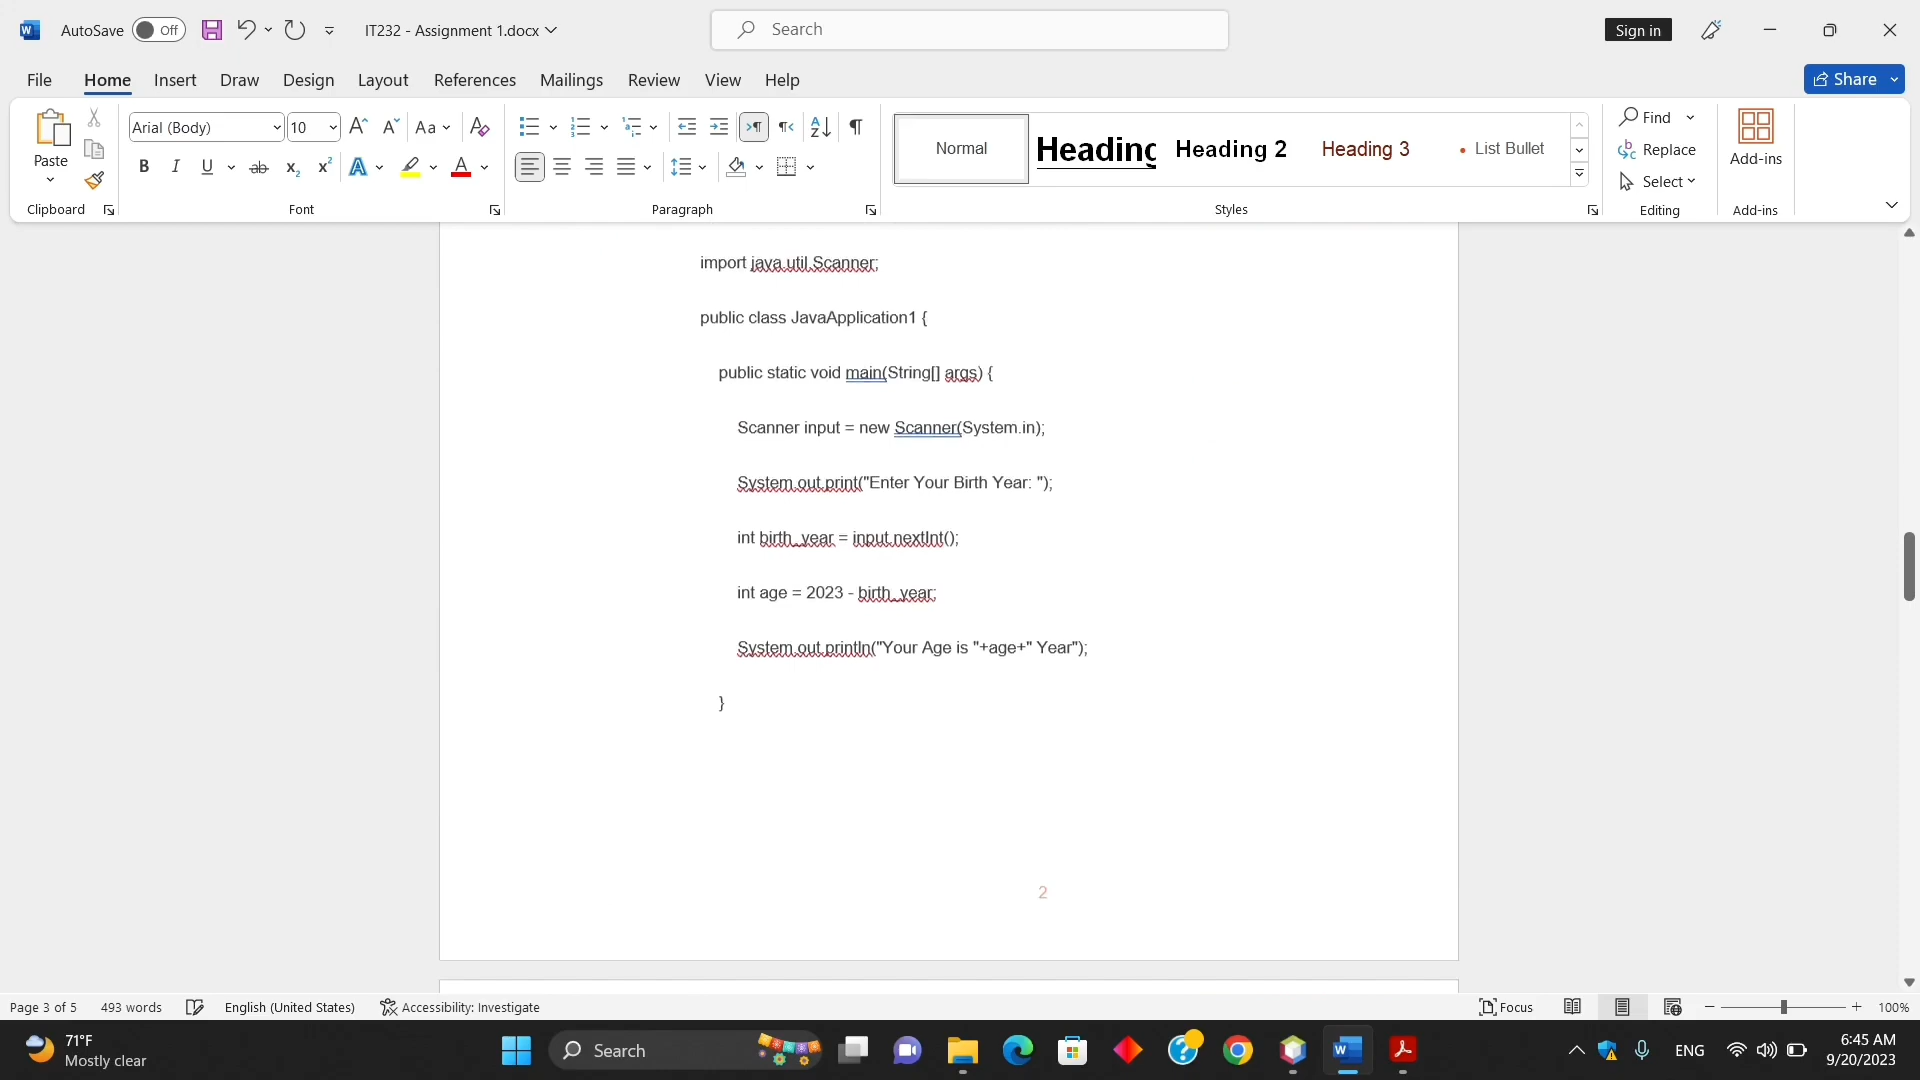 AutoSave Off IT232 - Assignment 1.docx Search Sign in
File Home Insert Draw Design Layout References Mailings Review View Help Share
Paste
Clipboard
Arial (Body) 10
Aa
B I U ab x₂ x² A A
Font
Paragraph
Normal Heading Heading 2 Heading 3 List Bullet
Styles
Find
Replace
Select
Editing
Add-ins
Add-ins
import java.util.Scanner;
public class JavaApplication1 {
public static void main(String[] args) {
Scanner input = new Scanner(System.in);
System.out.print("Enter Your Birth Year: ");
int birth_year = input.nextInt();
int age = 2023 - birth_year;
System.out.println("Your Age is "+age+" Year");
}
2
Page 3 of 5 493 words English (United States) Accessibility: Investigate Focus 100%
71°F
Mostly clear
Search
ENG
6:45 AM
9/20/2023